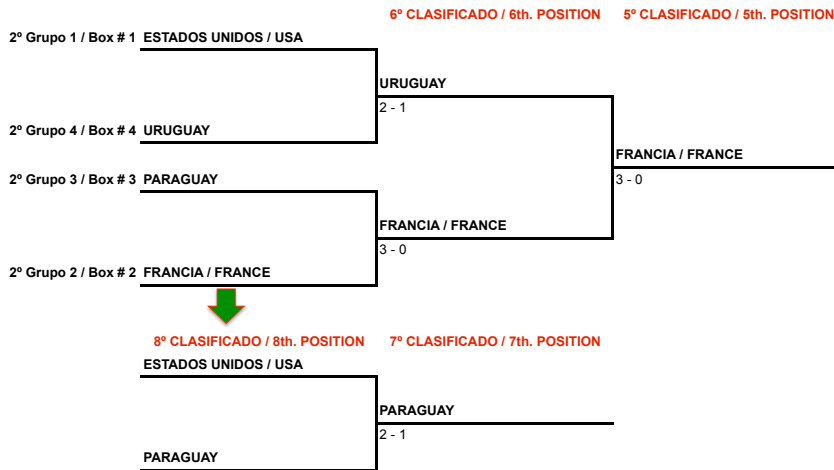 6º CLASIFICADO / 6th. POSITION 5º CLASIFICADO / 5th. POSITION
2º Grupo 1 / Box # 1 ESTADOS UNIDOS / USA
URUGUAY
2 - 1
2º Grupo 4 / Box # 4 URUGUAY
FRANCIA / FRANCE
3 - 0
2º Grupo 3 / Box # 3 PARAGUAY
FRANCIA / FRANCE
3 - 0
2º Grupo 2 / Box # 2 FRANCIA / FRANCE
8º CLASIFICADO / 8th. POSITION 7º CLASIFICADO / 7th. POSITION
ESTADOS UNIDOS / USA
PARAGUAY
2 - 1
PARAGUAY